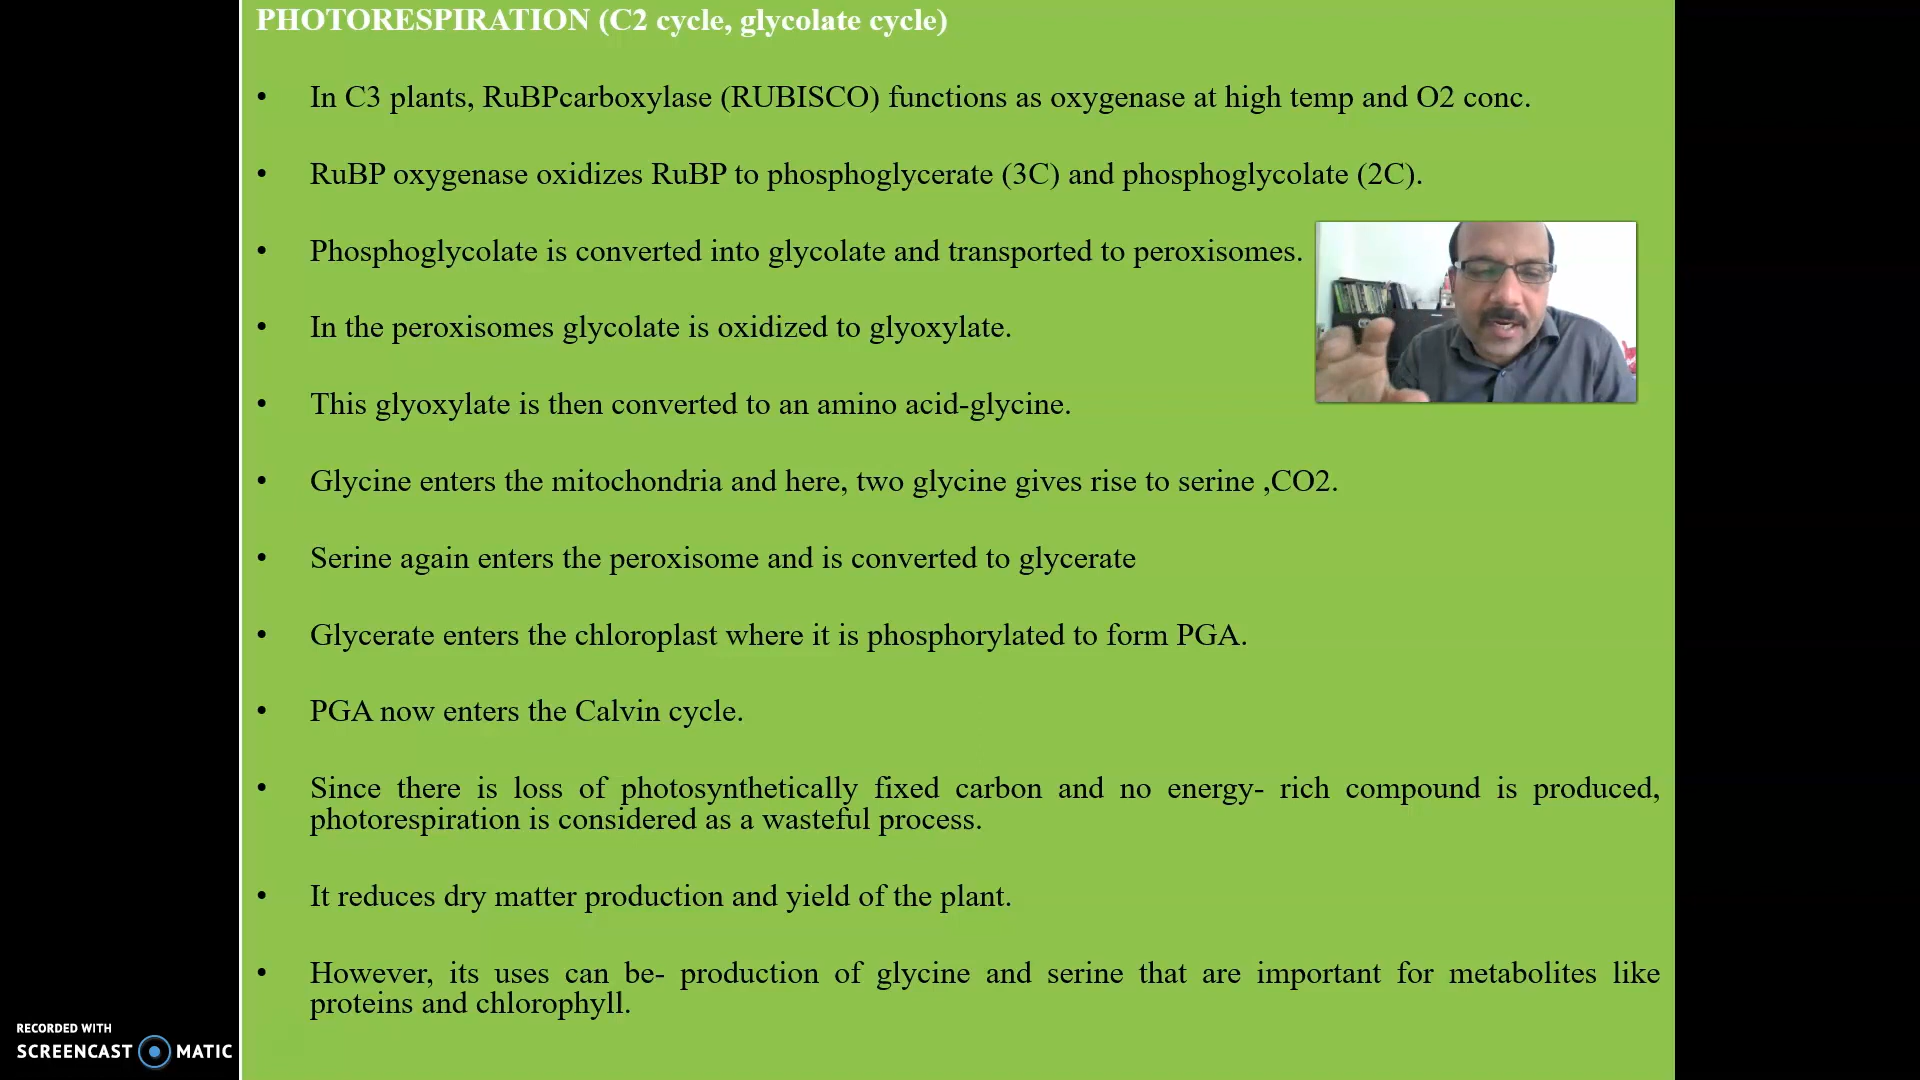 PHOTORESPIRATION (C2 cycle, glycolate cycle)
• In C3 plants, RuBPcarboxylase (RUBISCO) functions as oxygenase at high temp and O2 conc.
• RuBP oxygenase oxidizes RuBP to phosphoglycerate (3C) and phosphoglycolate (2C).
• Phosphoglycolate is converted into glycolate and transported to peroxisomes.
• In the peroxisomes glycolate is oxidized to glyoxylate.
• This glyoxylate is then converted to an amino acid-glycine.
• Glycine enters the mitochondria and here, two glycine gives rise to serine ,CO2.
• Serine again enters the peroxisome and is converted to glycerate
• Glycerate enters the chloroplast where it is phosphorylated to form PGA.
• PGA now enters the Calvin cycle.
• Since there is loss of photosynthetically fixed carbon and no energy- rich compound is produced,
photorespiration is considered as a wasteful process.
• It reduces dry matter production and yield of the plant.
• However, its uses can be- production of glycine and serine that are important for metabolites like
proteins and chlorophyll.
RECORDED WITH
SCREENCAST MATIC